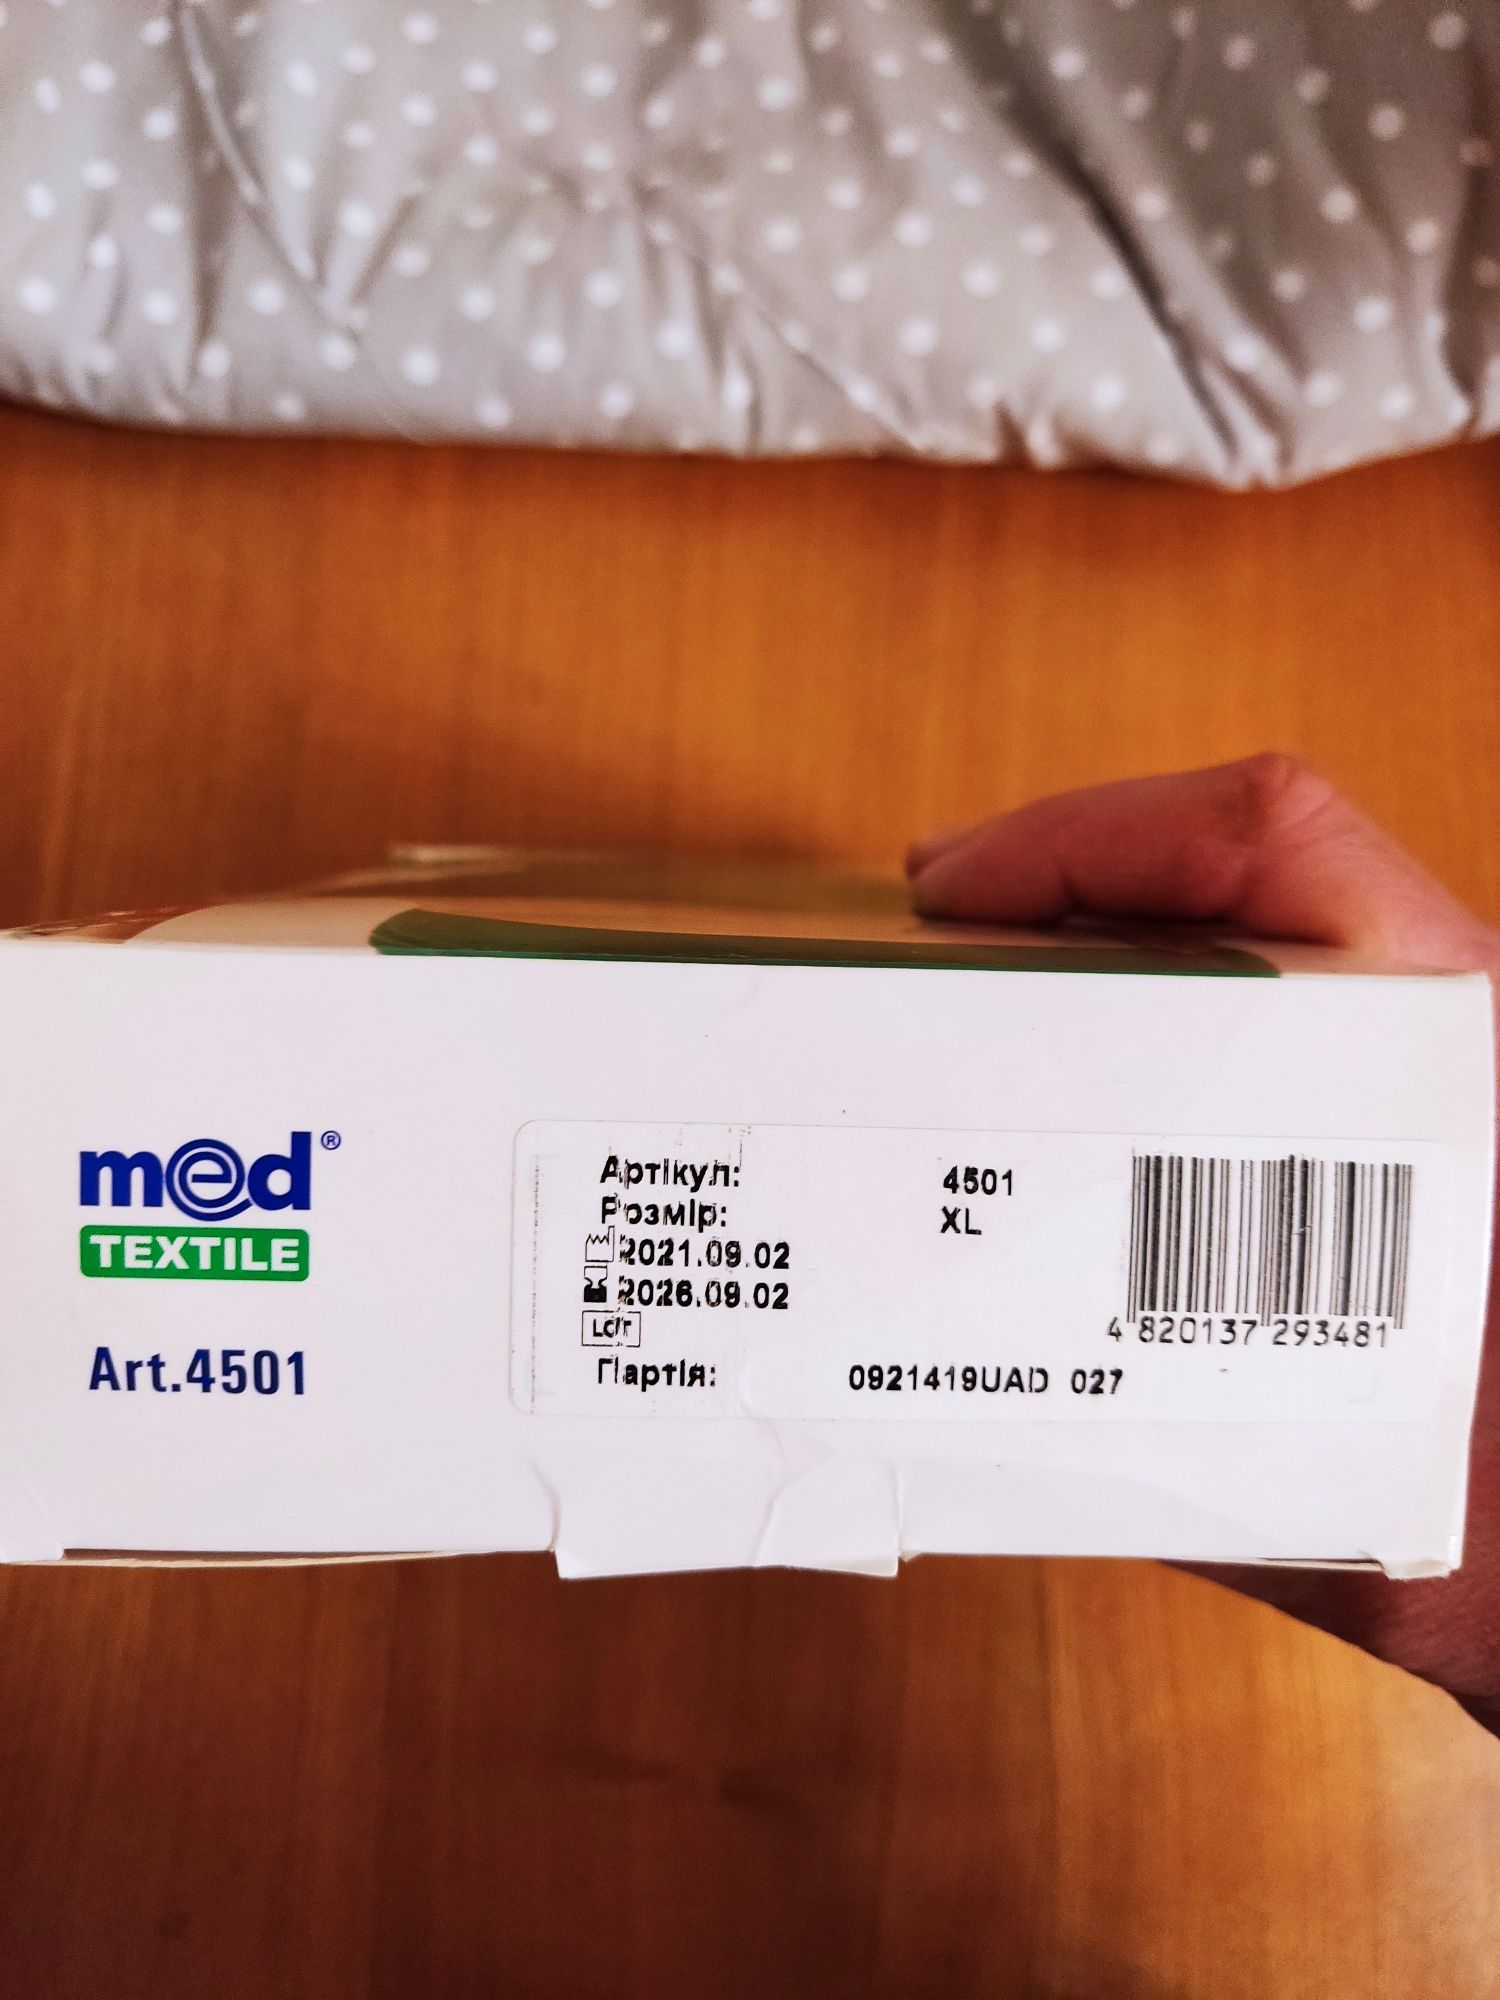 med®
TEXTILE
Art.4501
Артікул: 4501
Розмір: XL
2021.09.02
2026.09.02
LOT
Партія: 0921419UAD 027
4 820137 293481